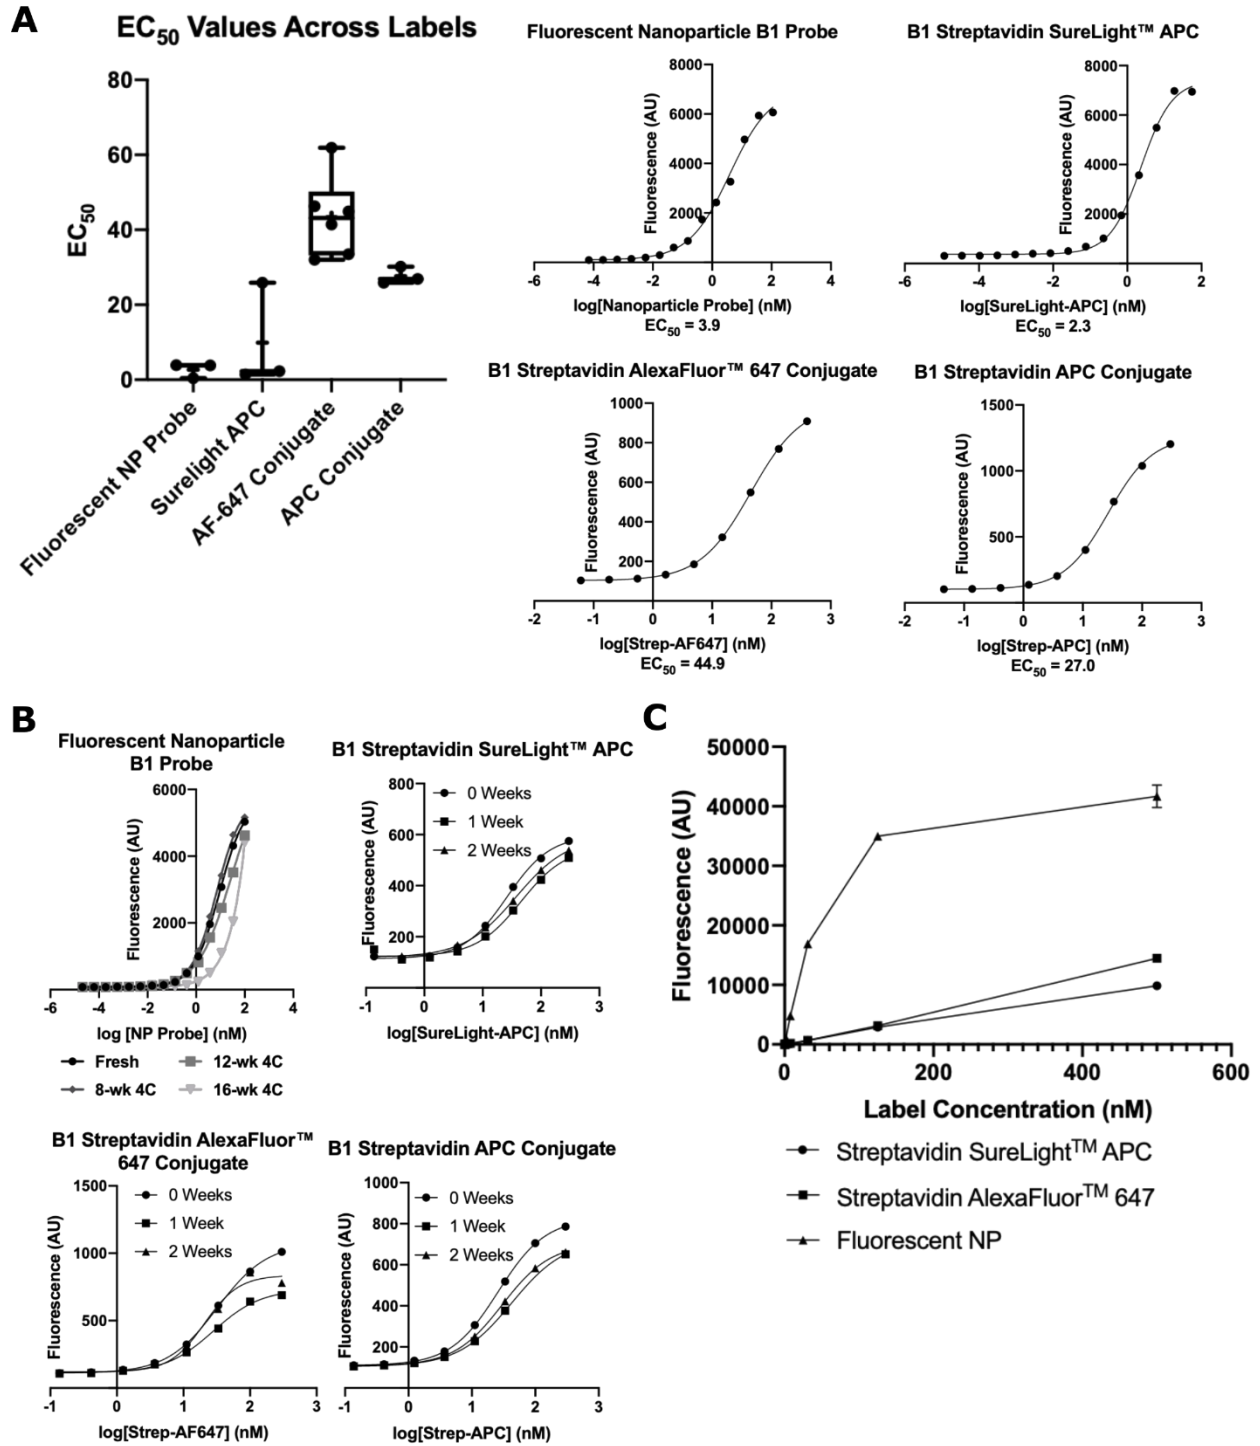 A
EC50 Values Across Labels
80
60
40
20
0
EC50
Fluorescent NP Probe
Surelight APC
AF-647 Conjugate
APC Conjugate
Fluorescent Nanoparticle B1 Probe
8000
6000
4000
2000
Fluorescence (AU)
-6 -4 -2 0 2 4
log[Nanoparticle Probe] (nM)
EC50 = 3.9
B1 Streptavidin SureLight™ APC
8000
6000
4000
2000
Fluorescence (AU)
-6 -4 -2 0 2
log[SureLight-APC] (nM)
EC50 = 2.3
B1 Streptavidin AlexaFluor™ 647 Conjugate
1000
800
600
400
200
Fluorescence (AU)
-2 -1 0 1 2 3
log[Strep-AF647] (nM)
EC50 = 44.9
B1 Streptavidin APC Conjugate
1500
1000
500
Fluorescence (AU)
-2 -1 0 1 2 3
log[Strep-APC] (nM)
EC50 = 27.0
B
Fluorescent Nanoparticle
B1 Probe
6000
4000
2000
Fluorescence (AU)
-6 -4 -2 0 2 4
log [NP Probe] (nM)
Fresh
12-wk 4C
8-wk 4C
16-wk 4C
B1 Streptavidin SureLight™ APC
800
600
400
200
Fluorescence (AU)
0 Weeks
1 Week
2 Weeks
-1 0 1 2 3
log[SureLight-APC] (nM)
B1 Streptavidin AlexaFluor™
647 Conjugate
1500
1000
500
Fluorescence (AU)
0 Weeks
1 Week
2 Weeks
-1 0 1 2 3
log[Strep-AF647] (nM)
B1 Streptavidin APC Conjugate
1000
800
600
400
200
Fluorescence (AU)
0 Weeks
1 Week
2 Weeks
-1 0 1 2 3
log[Strep-APC] (nM)
C
50000
40000
30000
20000
10000
0
Fluorescence (AU)
0 200 400 600
Label Concentration (nM)
Streptavidin SureLight™ APC
Streptavidin AlexaFluor™ 647
Fluorescent NP